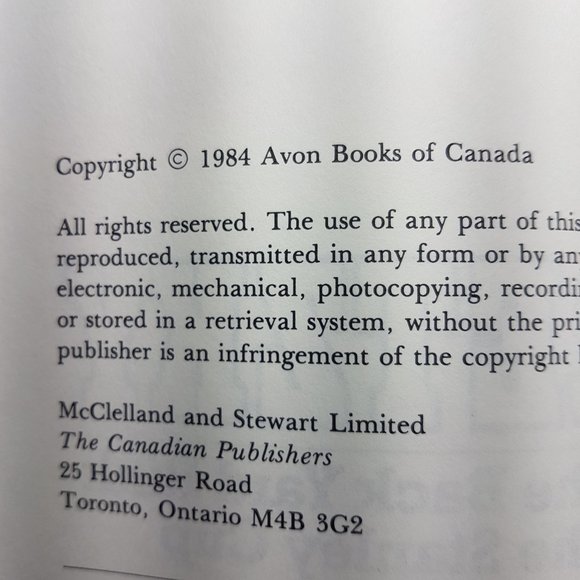 Copyright © 1984 Avon Books of Canada
All rights reserved. The use of any part of this
reproduced, transmitted in any form or by an
electronic, mechanical, photocopying, recordin
or stored in a retrieval system, without the pri
publisher is an infringement of the copyright
McClelland and Stewart Limited
The Canadian Publishers
25 Hollinger Road
Toronto, Ontario M4B 3G2